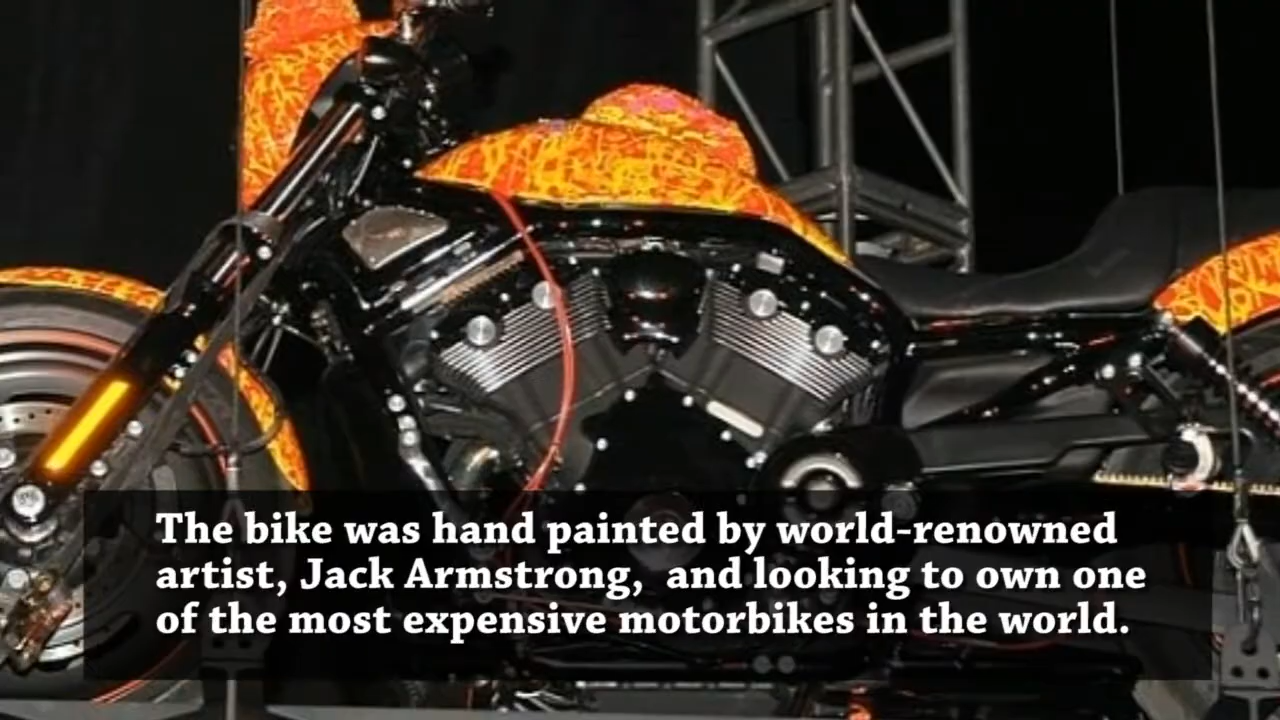 The bike was hand painted by world-renowned
artist, Jack Armstrong,  and looking to own one
of the most expensive motorbikes in the world.